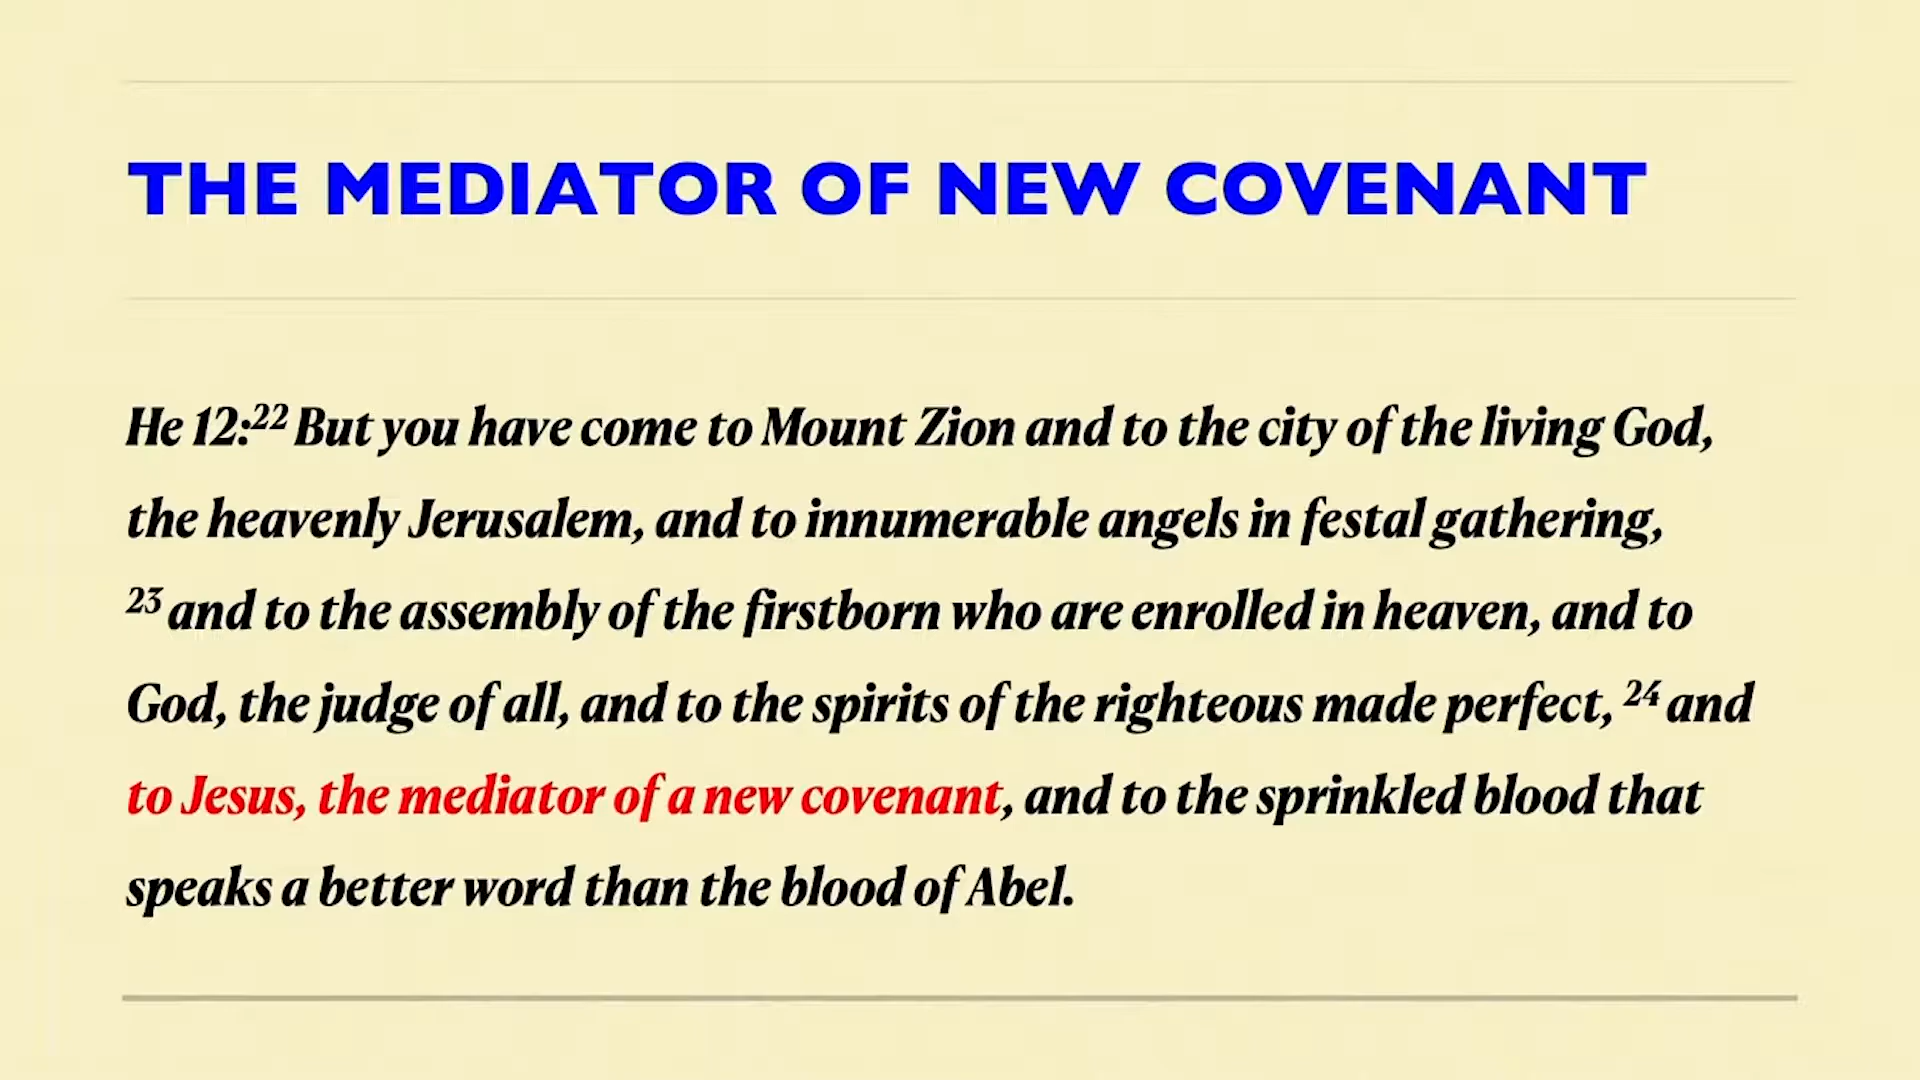 THE MEDIATOR OF NEW COVENANT
He 12:22 But you have come to Mount Zion and to the city of the living God,
the heavenly Jerusalem, and to innumerable angels in festal gathering,
23 and to the assembly of the firstborn who are enrolled in heaven, and to
God, the judge of all, and to the spirits of the righteous made perfect, 24 and
to Jesus, the mediator of a new covenant, and to the sprinkled blood that
speaks a better word than the blood of Abel.